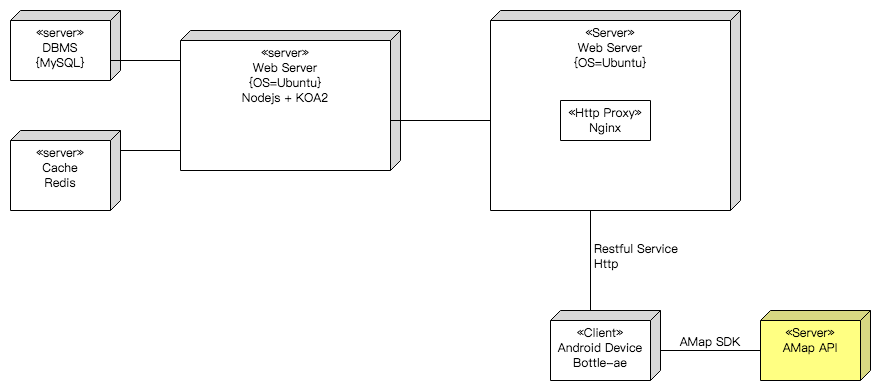 «server»
DBMS
{MySQL}
«server»
Web Server
{OS=Ubuntu}
Nodejs + KOA2
«Server»
Web Server
{OS=Ubuntu}
«Http Proxy»
Nginx
«server»
Cache
Redis
Restful Service
Http
«Client»
Android Device
Bottle-ae
AMap SDK
«Server»
AMap API